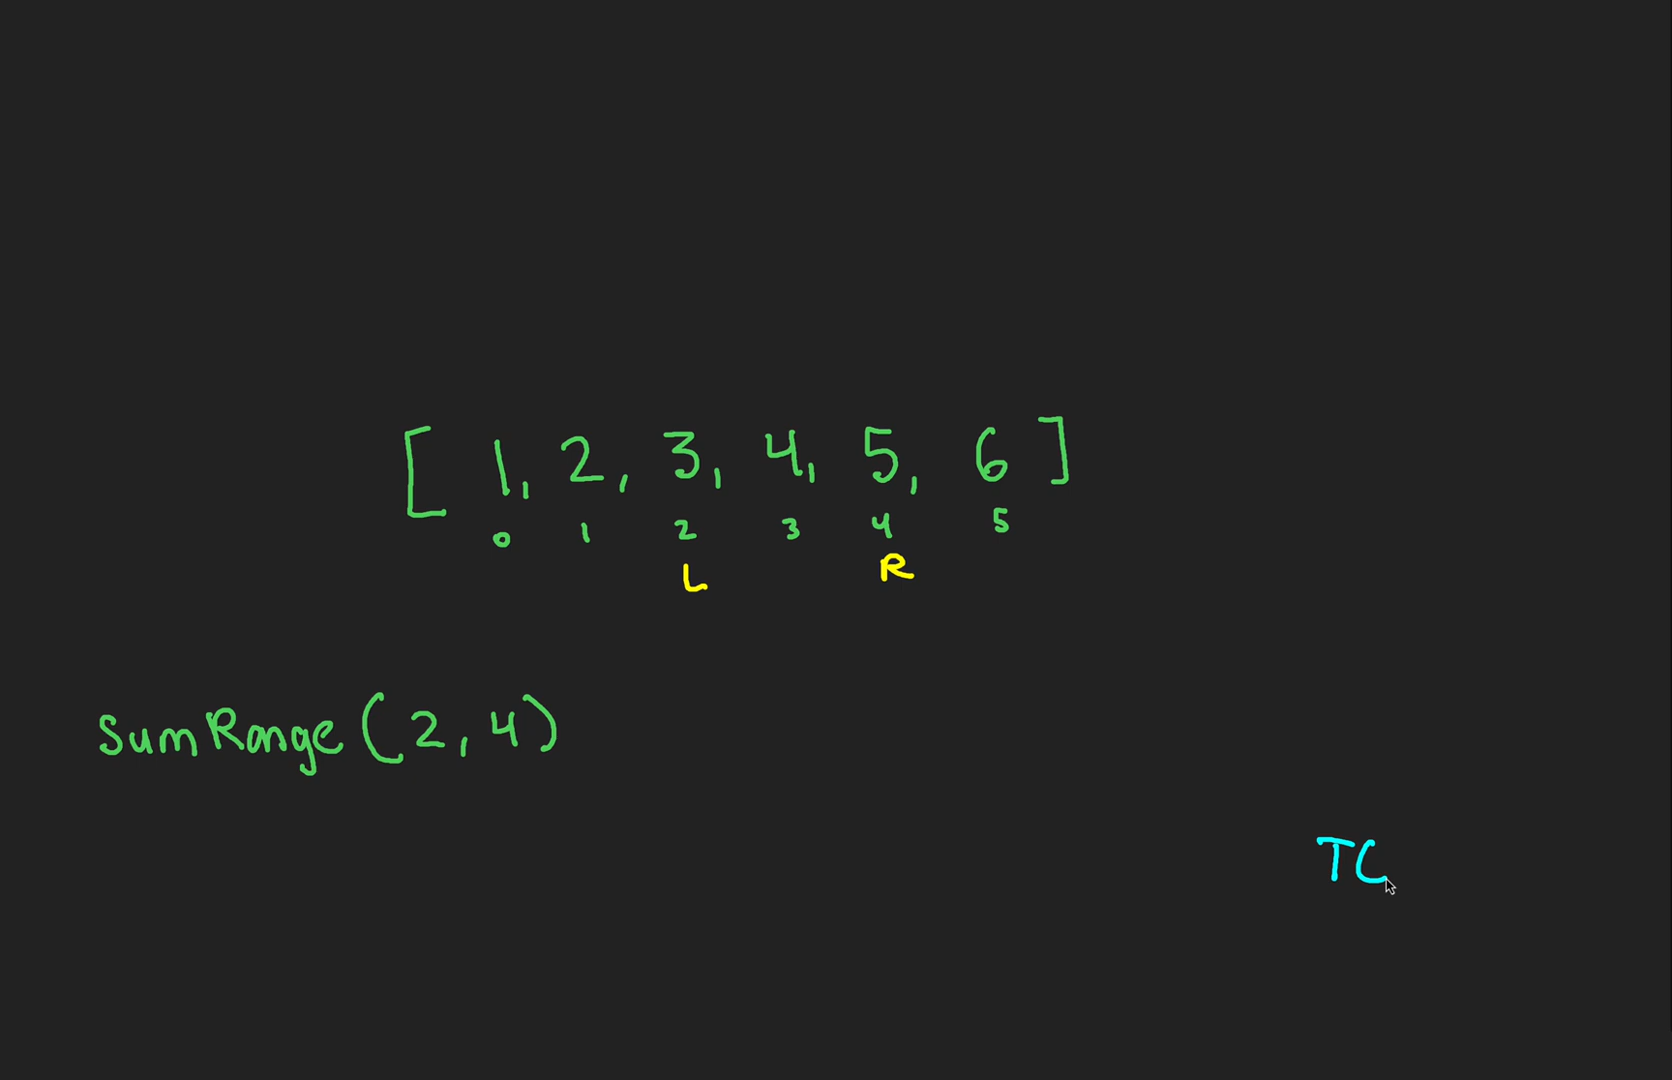 [ 1, 2, 3, 4, 5, 6 ]
0 1 2 3 4 5
L R
SumRange(2,4)
TC